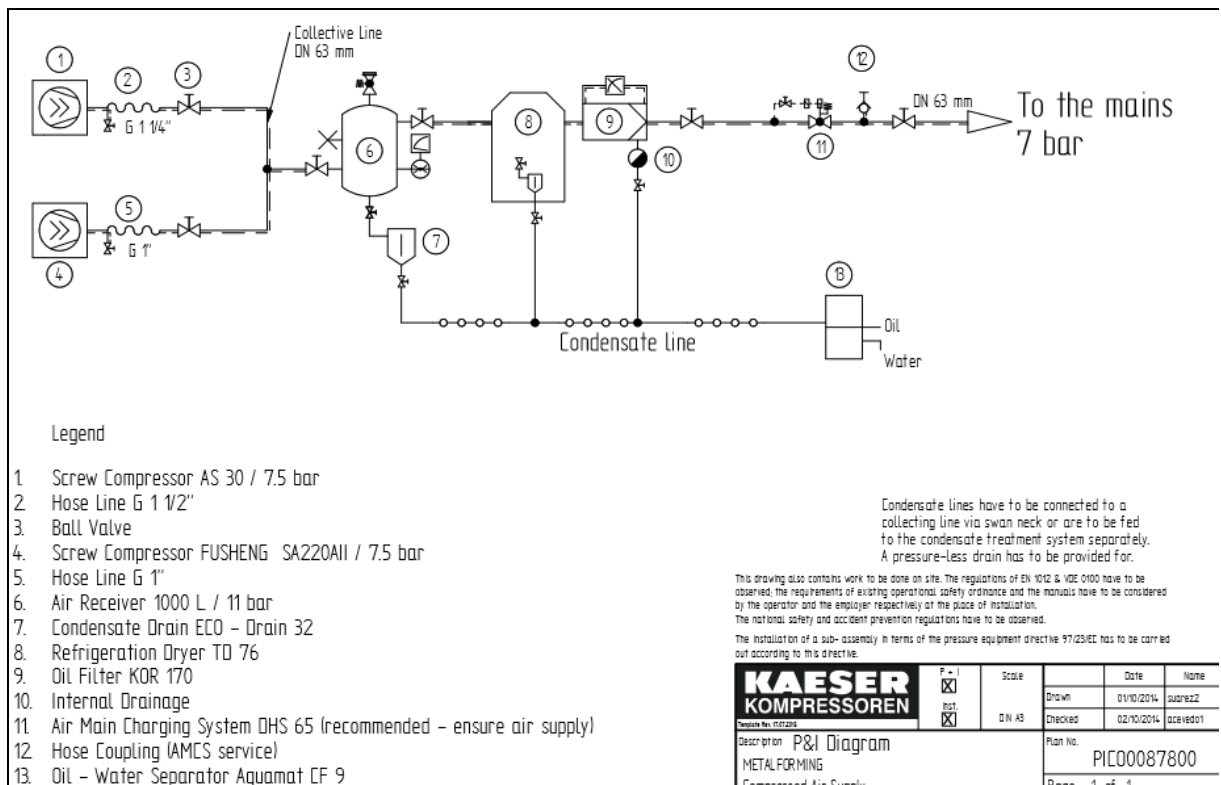 Collective Line
DN 63 mm
1
2
3
G 1 1/4"
4
5
G 1"
6
7
8
9
10
11
12
DN 63 mm
To the mains
7 bar
13
Oil
Water
Condensate line
Legend
1. Screw Compressor AS 30 / 7.5 bar
2. Hose Line G 1 1/2"
3. Ball Valve
4. Screw Compressor FUSHENG SA220AII / 7.5 bar
5. Hose Line G 1"
6. Air Receiver 1000 L / 11 bar
7. Condensate Drain ECO - Drain 32
8. Refrigeration Dryer TD 76
9. Oil Filter KOR 170
10. Internal Drainage
11. Air Main Charging System DHS 65 (recommended - ensure air supply)
12. Hose Coupling (AMCS service)
13. Oil - Water Separator Aquamat CF 9
Condensate lines have to be connected to a
collecting line via swan neck or are to be fed
to the condensate treatment system separately.
A pressure-less drain has to be provided for.
This drawing also contains work to be done on site. The regulations of EN 1012 & VDE 0100 have to be
observed; the requirements of existing operational safety ordinance and the manuals have to be considered
by the operator and the employer respectively at the place of installation.
The national safety and accident prevention regulations have to be observed.
The installation of a sub- assembly in terms of the pressure equipment directive 97/23/EC has to be carried
out according to this directive.
KAESER
KOMPRESSOREN
P + I
Inst.
Scale
DIN A3
Date Name
Drawn 01/10/2014 suarez2
Checked 02/10/2014 acevedo1
Description P&I Diagram
METALFORMING
Compressed Air Supply
Plan No.
PIC00087800
Page 1 of 1